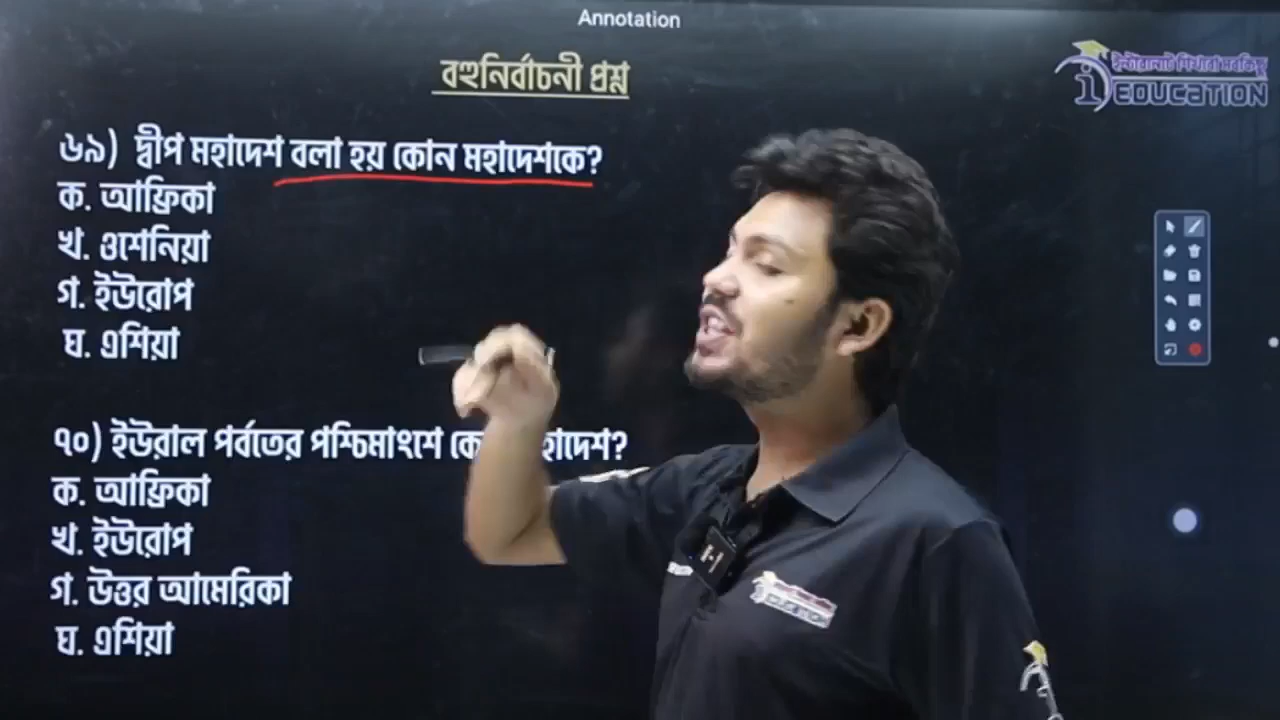 Annotation
বহুনির্বাচনী প্রশ্ন
EDUCATION
৬৯) দ্বীপ মহাদেশ বলা হয় কোন মহাদেশকে?
ক. আফ্রিকা
খ. ওশেনিয়া
গ. ইউরোপ
ঘ. এশিয়া
৭০) ইউরাল পর্বতের পশ্চিমাংশে
ক. আফ্রিকা
খ. ইউরোপ
গ. উত্তর আমেরিকা
ঘ. এশিয়া